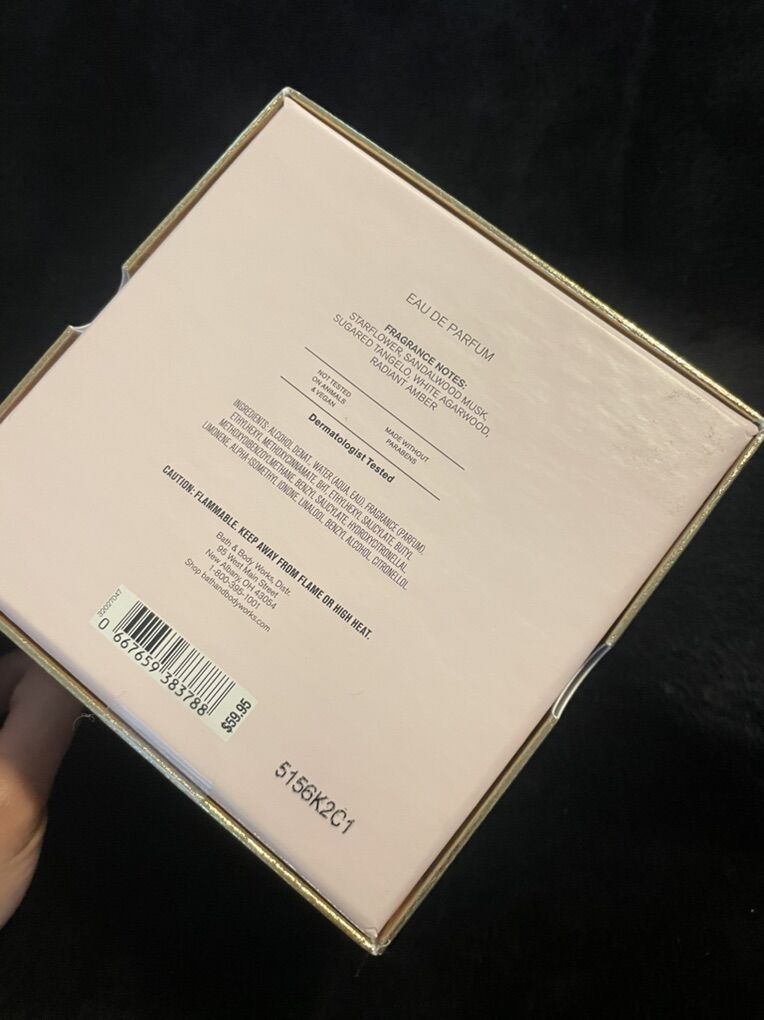 EAU DE PARFUM
FRAGRANCE NOTES:
STARFLOWER, SANDALWOOD MUSK,
SUGARED TANGELO, WHITE AGARWOOD,
RADIANT AMBER
NOT TESTED
ON ANIMALS
& VEGAN
MADE WITHOUT
PARABENS
Dermatologist Tested
INGREDIENTS: ALCOHOL DENAT., WATER (AQUA, EAU), FRAGRANCE (PARFUM),
ETHYLHEXYL METHOXYCINNAMATE, BHT, ETHYLHEXYL SALICYLATE, BUTYL
METHOXYDIBENZOYLMETHANE, BENZYL SALICYLATE, HYDROXYCITRONELLAL,
LIMONENE, ALPHA-ISOMETHYL IONONE, LINALOOL, BENZYL ALCOHOL, CITRONELLOL.
CAUTION: FLAMMABLE. KEEP AWAY FROM FLAME OR HIGH HEAT.
Bath & Body Works, Distr.
95 West Main Street
New Albany, OH 43054
1-800-395-1001
Shop bathandbodyworks.com
0 667659 383788
$59.95
5156K2C1